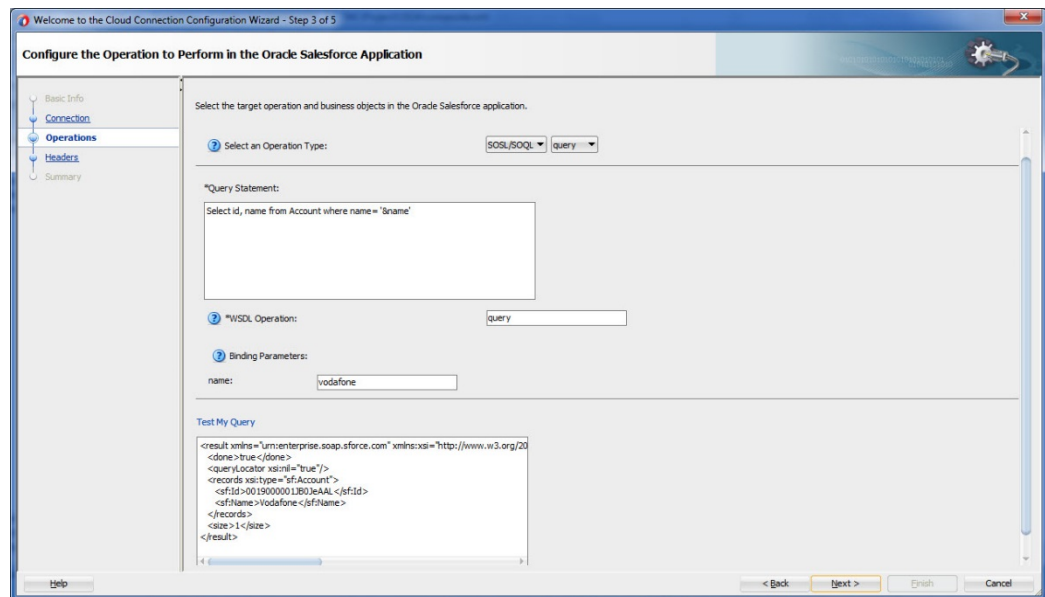 Welcome to the Cloud Connection Configuration Wizard - Step 3 of 5
Configure the Operation to Perform in the Oracle Salesforce Application
Basic Info
Connection
Operations
Headers
Summary
Select the target operation and business objects in the Oracle Salesforce application.
? Select an Operation Type: SOSL/SOQL query
*Query Statement:
Select id, name from Account where name= '&name'
? *WSDL Operation: query
? Binding Parameters:
name: vodafone
Test My Query
<result xmlns="urn:enterprise.soap.sforce.com" xmlns:xsi="http://www.w3.org/20
<done>true</done>
<queryLocator xsi:nil="true"/>
<records xsi:type="sf:Account">
<sf:Id>0019000001JB0JeAAL</sf:Id>
<sf:Name>Vodafone</sf:Name>
</records>
<size>1</size>
</result>
Help < Back Next > Finish Cancel